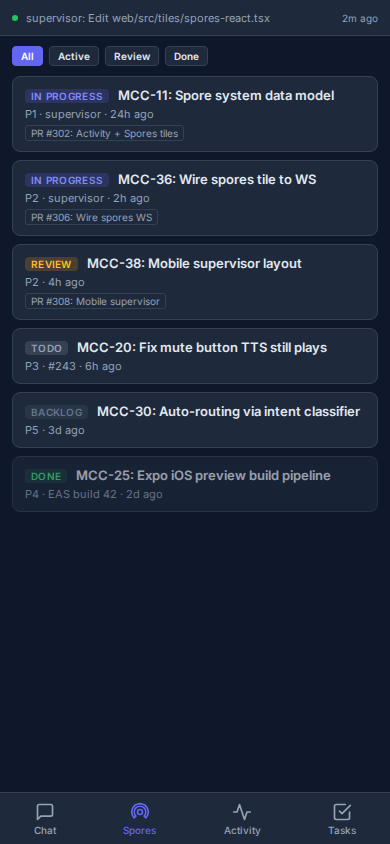 supervisor: Edit web/src/tiles/spores-react.tsx 2m ago
All Active Review Done
IN PROGRESS MCC-11: Spore system data model
P1 · supervisor · 24h ago
PR #302: Activity + Spores tiles
IN PROGRESS MCC-36: Wire spores tile to WS
P2 · supervisor · 2h ago
PR #306: Wire spores WS
REVIEW MCC-38: Mobile supervisor layout
P2 · 4h ago
PR #308: Mobile supervisor
TODO MCC-20: Fix mute button TTS still plays
P3 · #243 · 6h ago
BACKLOG MCC-30: Auto-routing via intent classifier
P5 · 3d ago
DONE MCC-25: Expo iOS preview build pipeline
P4 · EAS build 42 · 2d ago
Chat Spores Activity Tasks